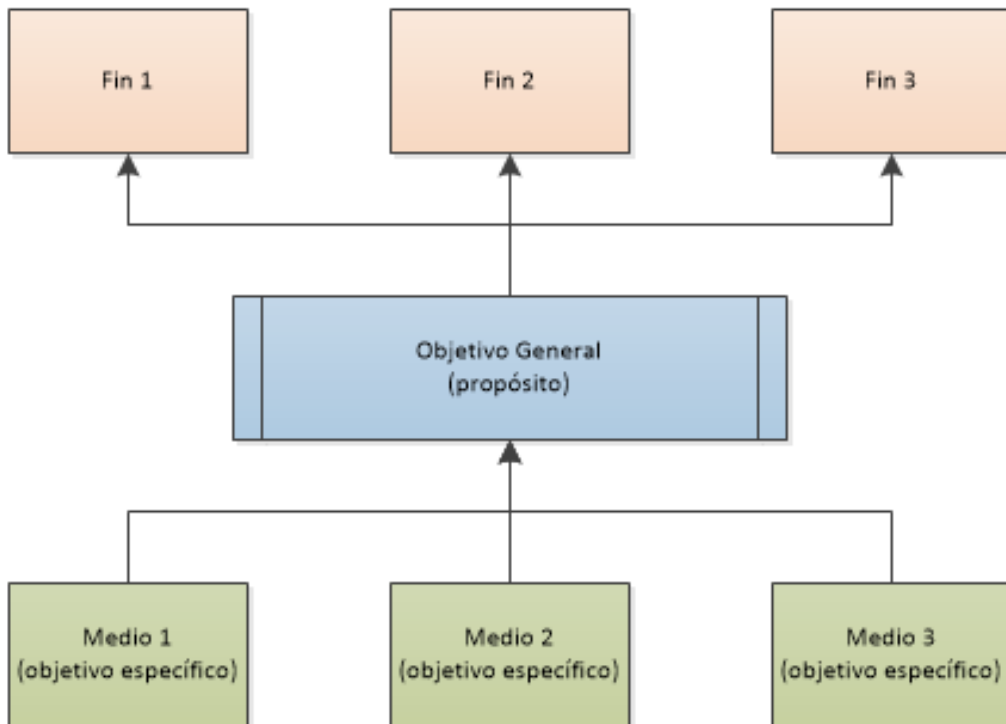 Fin 1
Fin 2
Fin 3
Objetivo General
(propósito)
Medio 1
(objetivo específico)
Medio 2
(objetivo específico)
Medio 3
(objetivo específico)